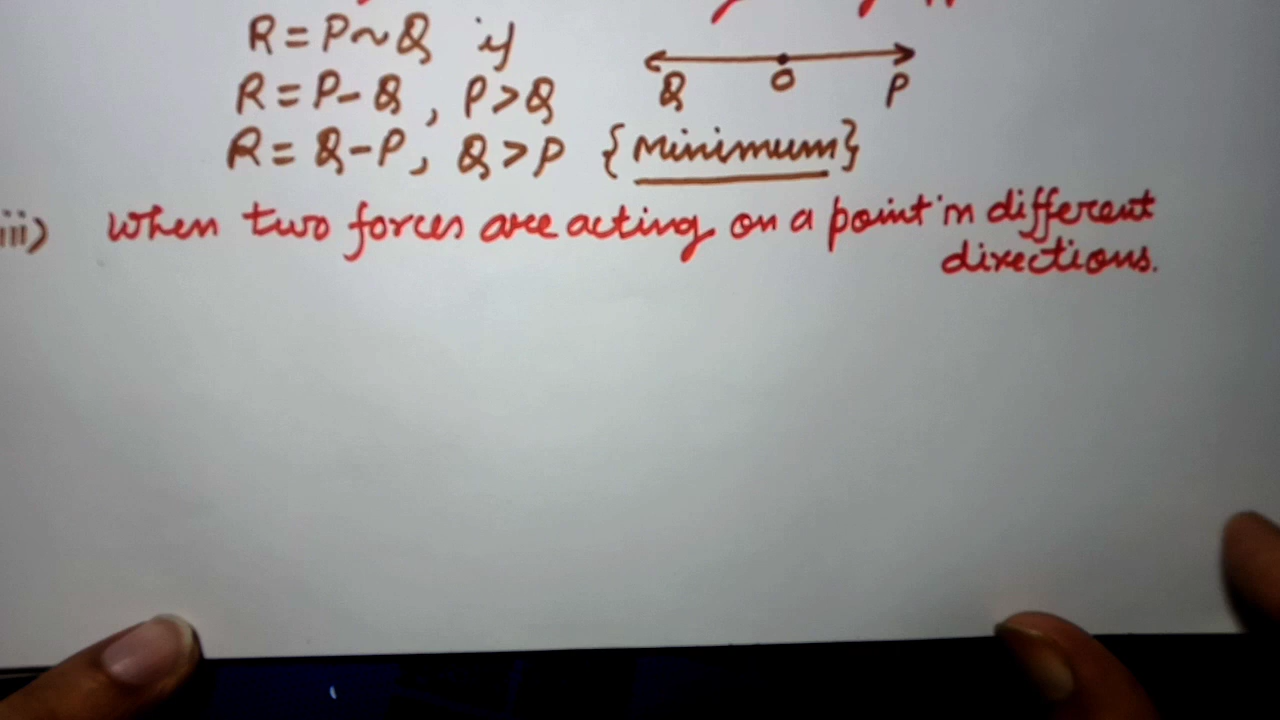 R = P ~ Q if
R = P - Q , P > Q
Q O P
R = Q - P , Q > P {Minimum}
iii) When two forces are acting on a point in different
directions.